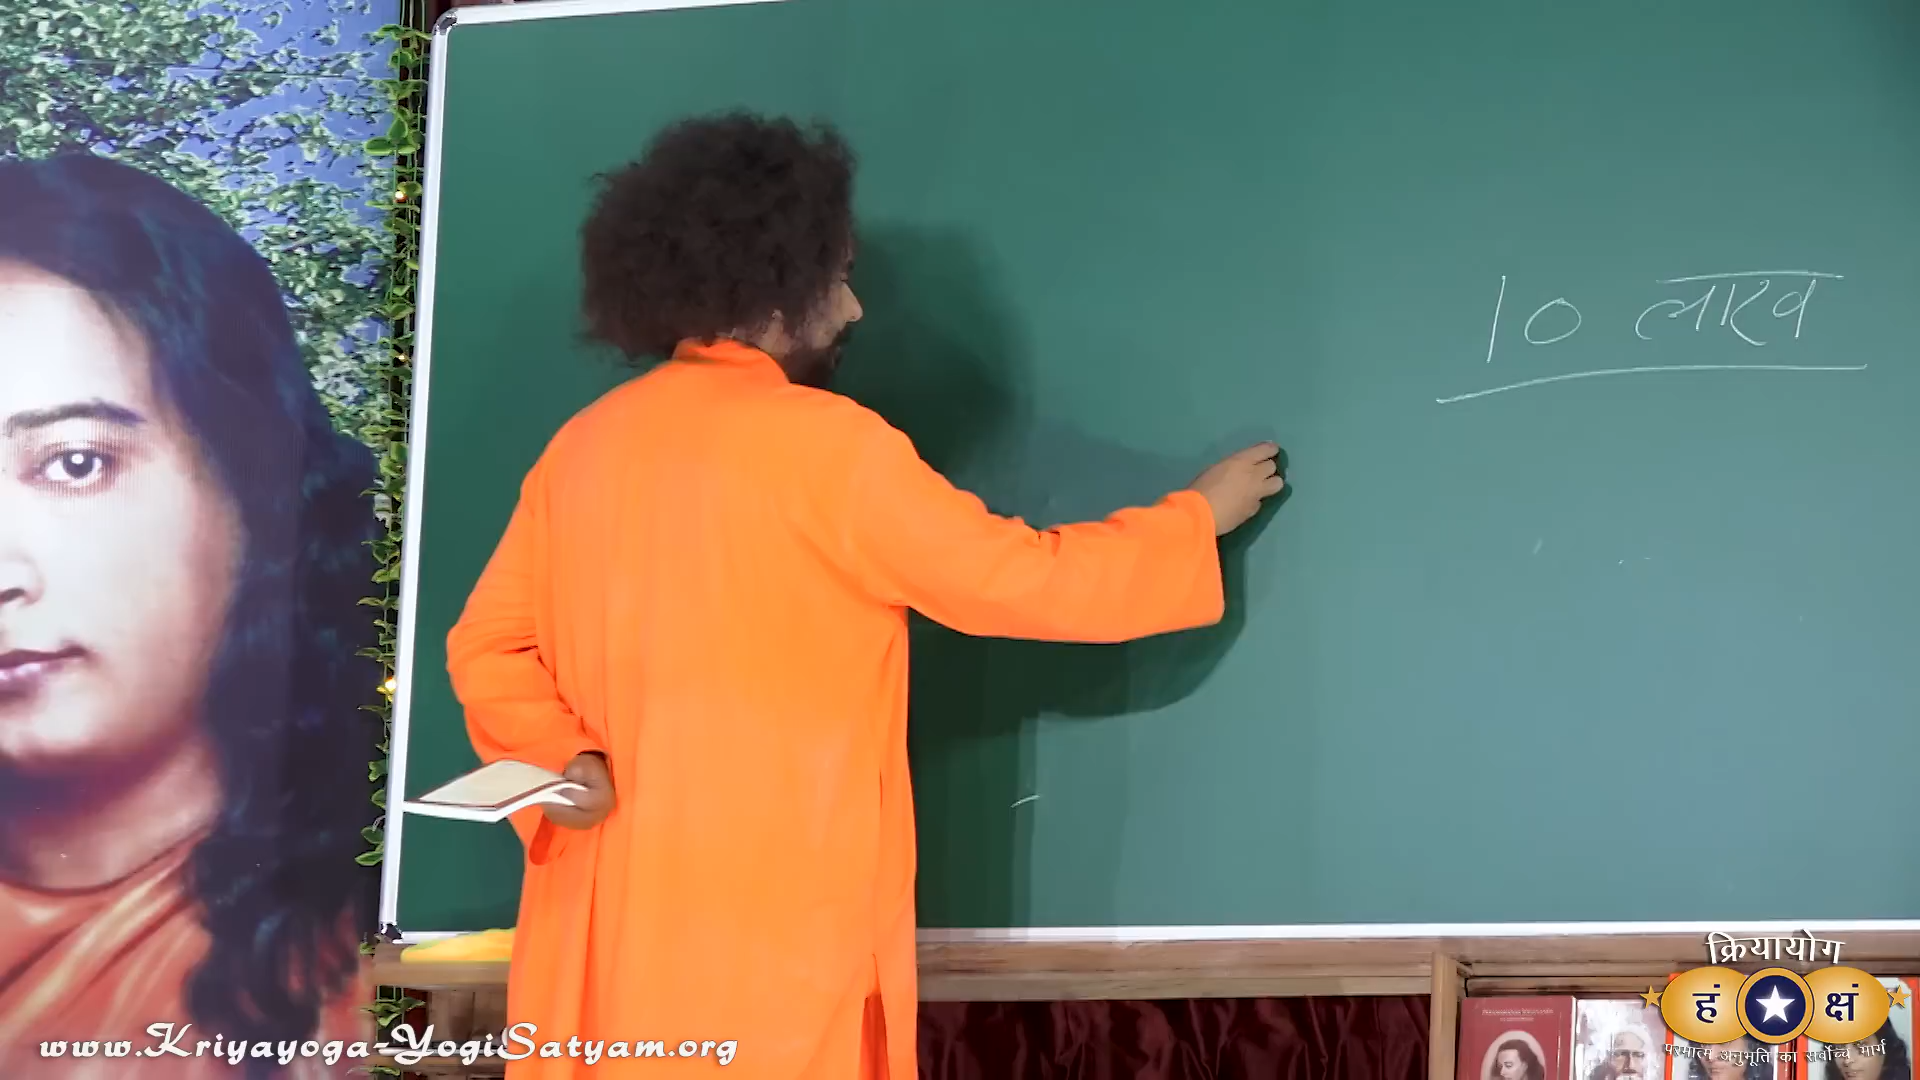 10 लाख
क्रियायोग
हं क्षं
परमात्म अनुभूति का सर्वोच्च मार्ग
www.Kriyayoga-YogiSatyam.org